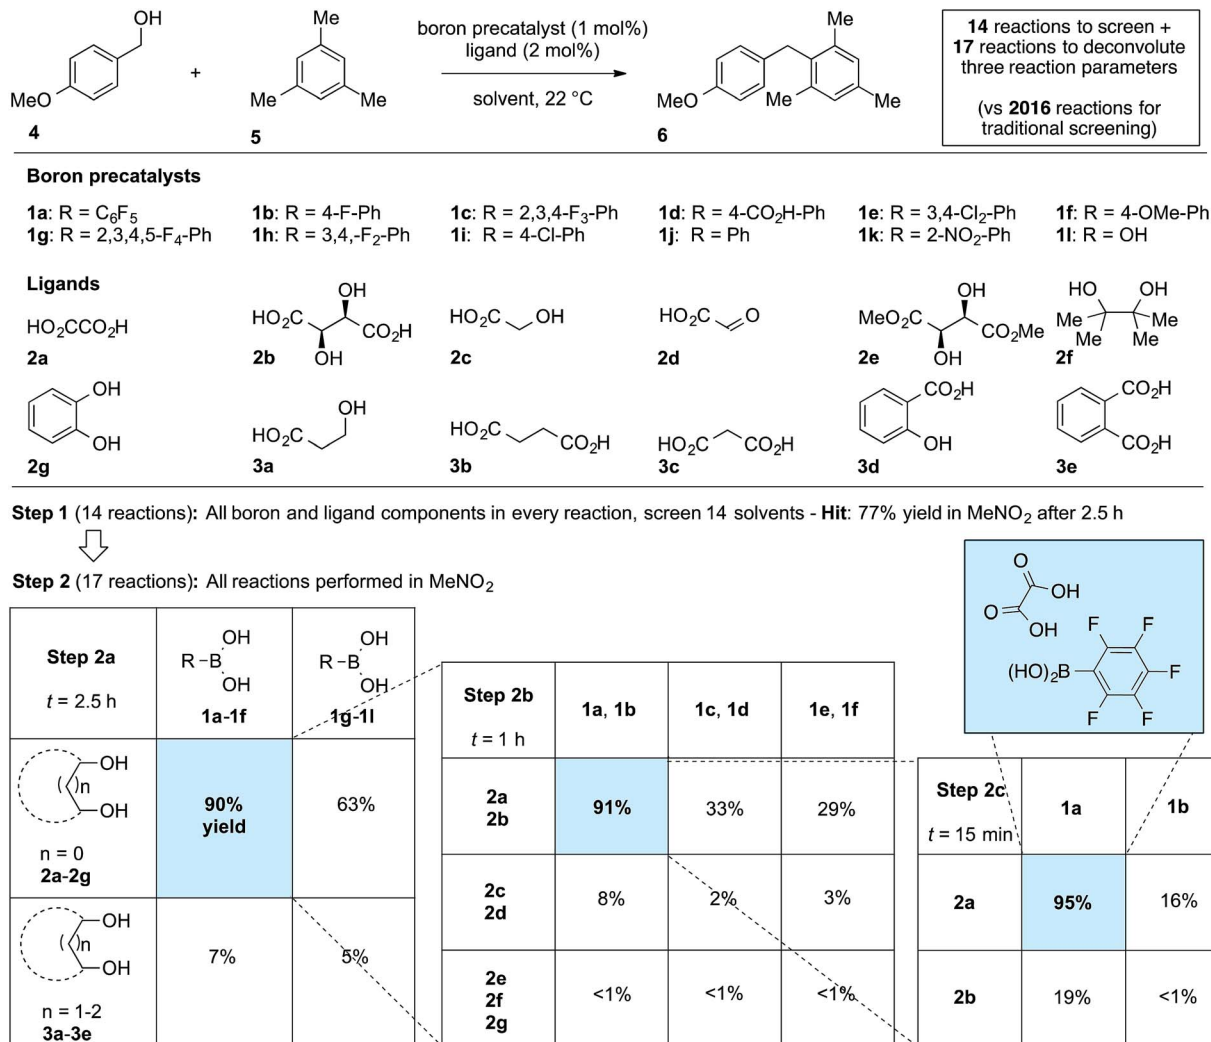 OH
MeO
4
+
Me
Me
Me
5
boron precatalyst (1 mol%)
ligand (2 mol%)
solvent, 22 °C
Me
MeO
Me
Me
6
14 reactions to screen +
17 reactions to deconvolute
three reaction parameters
(vs 2016 reactions for
traditional screening)
Boron precatalysts
1a: R = C₆F₅
1b: R = 4-F-Ph
1c: R = 2,3,4-F₃-Ph
1d: R = 4-CO₂H-Ph
1e: R = 3,4-Cl₂-Ph
1f: R = 4-OMe-Ph
1g: R = 2,3,4,5-F₄-Ph
1h: R = 3,4,-F₂-Ph
1i: R = 4-Cl-Ph
1j: R = Ph
1k: R = 2-NO₂-Ph
1l: R = OH
Ligands
HO₂CCO₂H
2a
OH
HO₂C
CO₂H
OH
2b
HO₂C
OH
2c
HO₂C
O
2d
OH
MeO₂C
CO₂Me
OH
2e
HO OH
Me Me
Me Me
2f
OH
OH
2g
OH
HO₂C
3a
HO₂C
CO₂H
3b
HO₂C CO₂H
3c
CO₂H
OH
3d
CO₂H
CO₂H
3e
Step 1 (14 reactions): All boron and ligand components in every reaction, screen 14 solvents - Hit: 77% yield in MeNO₂ after 2.5 h
Step 2 (17 reactions): All reactions performed in MeNO₂
O
OH
O
OH
(HO)₂B
F
F
F
F
F
Step 2a
t = 2.5 h
OH
R–B
OH
1a-1f
OH
R–B
OH
1g-1l
OH
( )n
OH
n = 0
2a-2g
90%
yield
63%
OH
( )n
OH
n = 1-2
3a-3e
7%
5%
Step 2b
t = 1 h
1a, 1b
1c, 1d
1e, 1f
2a
2b
91%
33%
29%
2c
2d
8%
2%
3%
2e
2f
2g
<1%
<1%
<1%
Step 2c
t = 15 min
1a
1b
2a
95%
16%
2b
19%
<1%